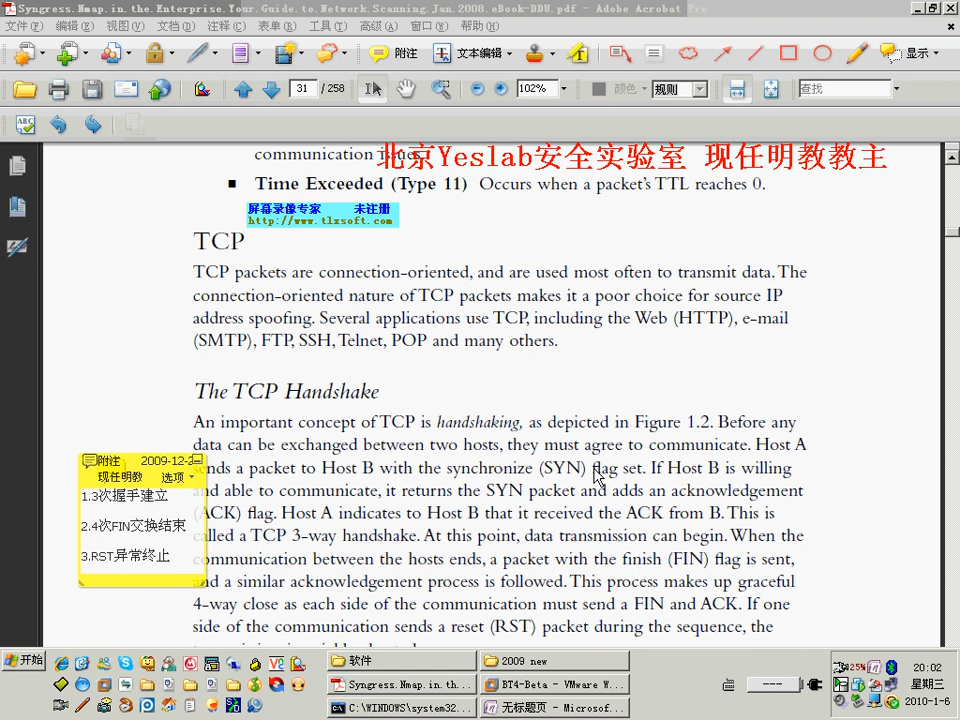 Syngress.Nmap.in.the.Enterprise.Your.Guide.to.Network.Scanning.Jan.2008.eBook-DDU.pdf - Adobe Acrobat Pro
文件(F) 编辑(E) 视图(V) 文档(D) 注释(C) 表单(R) 工具(T) 高级(A) 窗口(W) 帮助(H)
附注 文本编辑 显示
31 / 258 102% 颜色 规则 查找
北京Yeslab安全实验室 现任明教教主
■ Time Exceeded (Type 11) Occurs when a packet's TTL reaches 0.
屏幕录像专家 未注册
http://www.tlxsoft.com
TCP
TCP packets are connection-oriented, and are used most often to transmit data. The
connection-oriented nature of TCP packets makes it a poor choice for source IP
address spoofing. Several applications use TCP, including the Web (HTTP), e-mail
(SMTP), FTP, SSH, Telnet, POP and many others.
The TCP Handshake
An important concept of TCP is handshaking, as depicted in Figure 1.2. Before any
data can be exchanged between two hosts, they must agree to communicate. Host A
sends a packet to Host B with the synchronize (SYN) flag set. If Host B is willing
and able to communicate, it returns the SYN packet and adds an acknowledgement
(ACK) flag. Host A indicates to Host B that it received the ACK from B. This is
called a TCP 3-way handshake. At this point, data transmission can begin. When the
communication between the hosts ends, a packet with the finish (FIN) flag is sent,
and a similar acknowledgement process is followed. This process makes up graceful
4-way close as each side of the communication must send a FIN and ACK. If one
side of the communication sends a reset (RST) packet during the sequence, the
附注 2009-12-2
现任明教 选项
1.3次握手建立
2.4次FIN交换结束
3.RST异常终止
开始
软件 2009 new
Syngress.Nmap.in.th... BT4-Beta - VMware W...
C:\WINDOWS\system32... 无标题页 - Microsof...
25%
20:02
星期三
2010-1-6